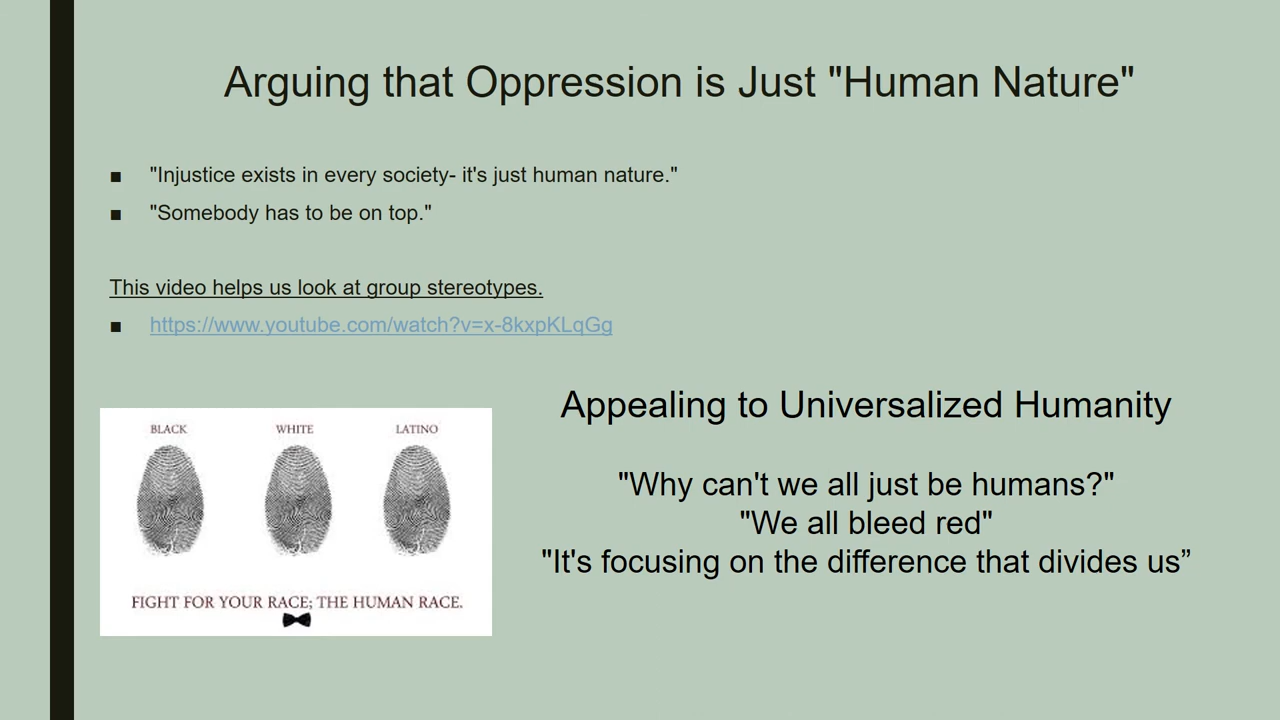 Arguing that Oppression is Just "Human Nature"
■ "Injustice exists in every society- it's just human nature."
■ "Somebody has to be on top."
This video helps us look at group stereotypes.
■ https://www.youtube.com/watch?v=x-8kxpKLqGg
Appealing to Universalized Humanity
"Why can't we all just be humans?"
"We all bleed red"
"It's focusing on the difference that divides us”
BLACK WHITE LATINO
FIGHT FOR YOUR RACE; THE HUMAN RACE.